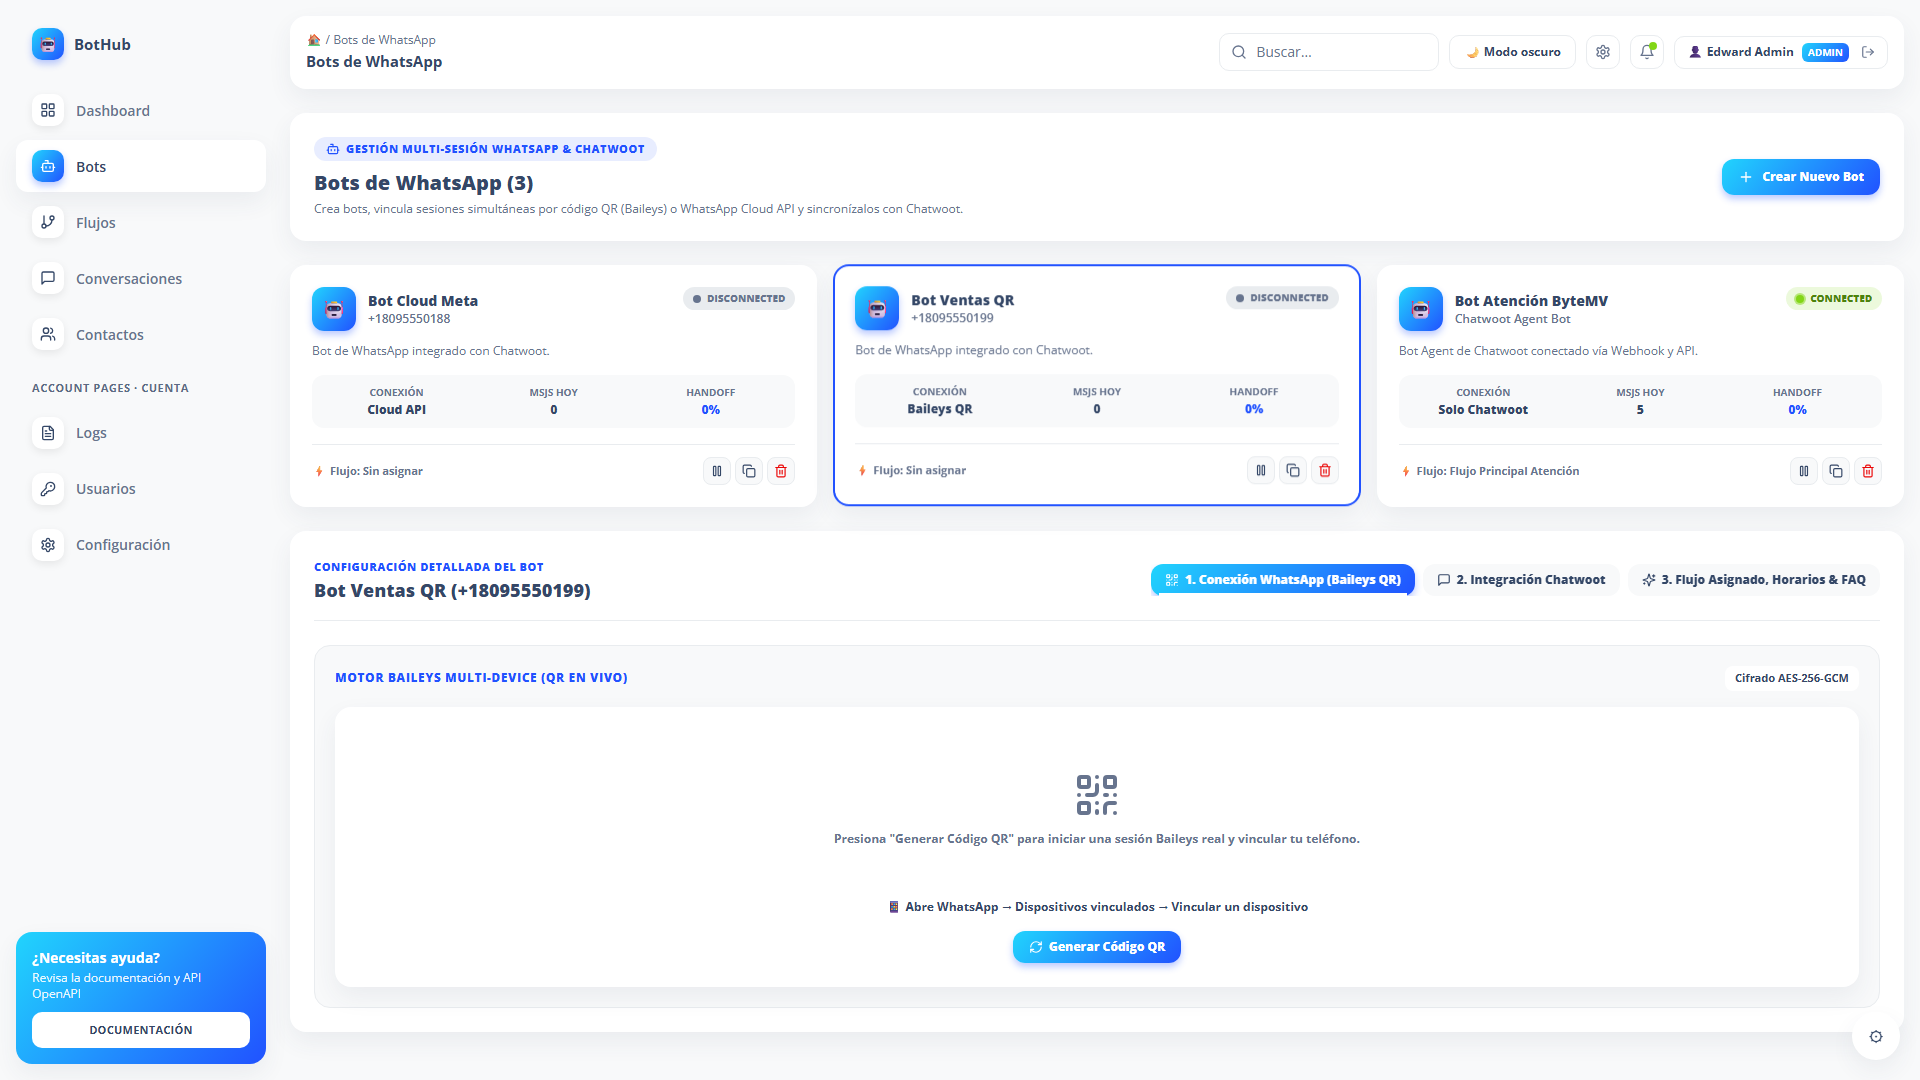 BotHub
Dashboard
Bots
Flujos
Conversaciones
Contactos
ACCOUNT PAGES · CUENTA
Logs
Usuarios
Configuración
¿Necesitas ayuda?
Revisa la documentación y API
OpenAPI
DOCUMENTACIÓN
/ Bots de WhatsApp
Bots de WhatsApp
Buscar...
Modo oscuro
Edward Admin ADMIN
GESTIÓN MULTI-SESIÓN WHATSAPP & CHATWOOT
Bots de WhatsApp (3)
Crea bots, vincula sesiones simultáneas por código QR (Baileys) o WhatsApp Cloud API y sincronízalos con Chatwoot.
Crear Nuevo Bot
Bot Cloud Meta
+18095550188
DISCONNECTED
Bot de WhatsApp integrado con Chatwoot.
CONEXIÓN MSJS HOY HANDOFF
Cloud API 0 0%
Flujo: Sin asignar
Bot Ventas QR
+18095550199
DISCONNECTED
Bot de WhatsApp integrado con Chatwoot.
CONEXIÓN MSJS HOY HANDOFF
Baileys QR 0 0%
Flujo: Sin asignar
Bot Atención ByteMV
Chatwoot Agent Bot
CONNECTED
Bot Agent de Chatwoot conectado vía Webhook y API.
CONEXIÓN MSJS HOY HANDOFF
Solo Chatwoot 5 0%
Flujo: Flujo Principal Atención
CONFIGURACIÓN DETALLADA DEL BOT
Bot Ventas QR (+18095550199)
1. Conexión WhatsApp (Baileys QR)
2. Integración Chatwoot
3. Flujo Asignado, Horarios & FAQ
MOTOR BAILEYS MULTI-DEVICE (QR EN VIVO)
Cifrado AES-256-GCM
Presiona "Generar Código QR" para iniciar una sesión Baileys real y vincular tu teléfono.
Abre WhatsApp → Dispositivos vinculados → Vincular un dispositivo
Generar Código QR